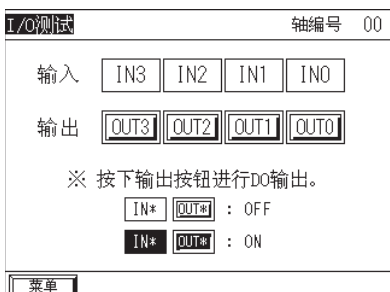 I/O测试 轴编号 00
输入 IN3 IN2 IN1 IN0
输出 OUT3 OUT2 OUT1 OUT0
※ 按下输出按钮进行DO输出。
IN* OUT* : OFF
IN* OUT* : ON
菜单